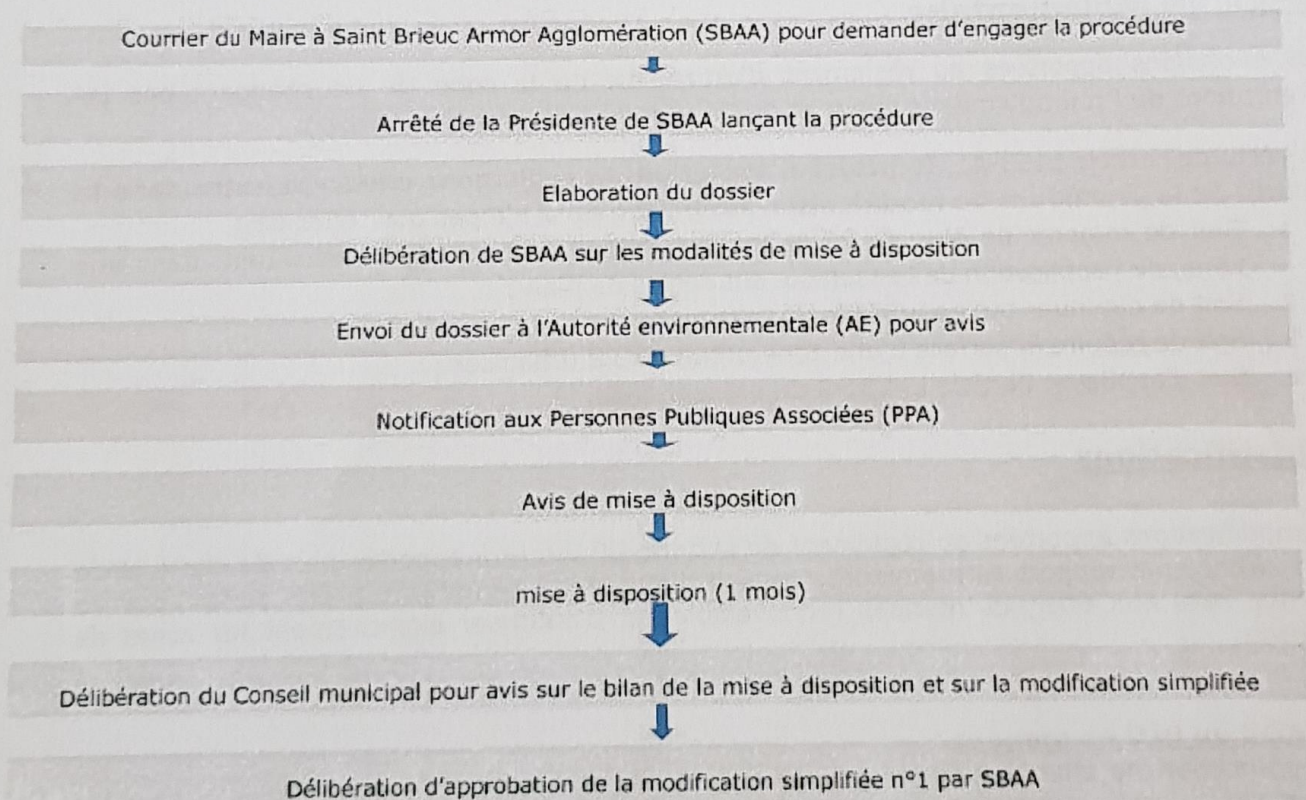 Courrier du Maire à Saint Brieuc Armor Agglomération (SBAA) pour demander d'engager la procédure
Arrêté de la Présidente de SBAA lançant la procédure
Elaboration du dossier
Délibération de SBAA sur les modalités de mise à disposition
Envoi du dossier à l'Autorité environnementale (AE) pour avis
Notification aux Personnes Publiques Associées (PPA)
Avis de mise à disposition
mise à disposition (1 mois)
Délibération du Conseil municipal pour avis sur le bilan de la mise à disposition et sur la modification simplifiée
Délibération d'approbation de la modification simplifiée n°1 par SBAA